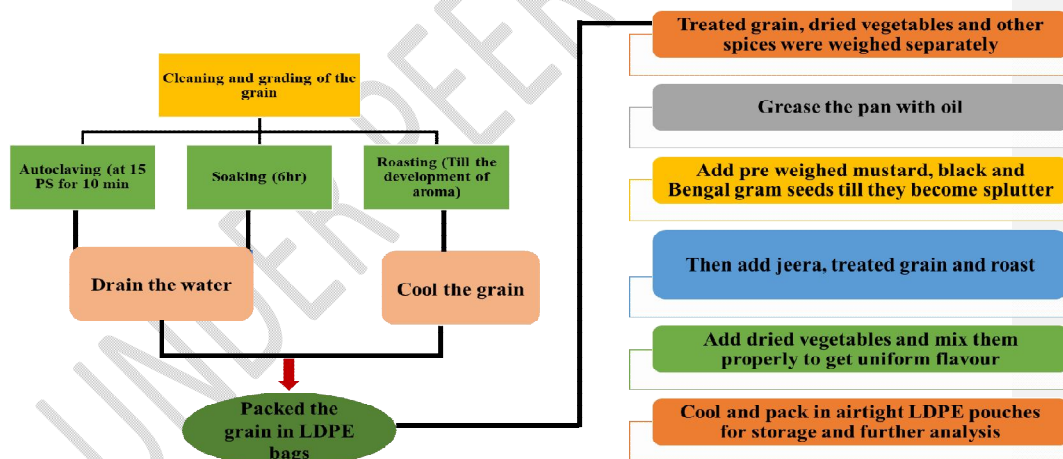 Cleaning and grading of the
grain
Autoclaving (at 15
PS for 10 min
Soaking (6hr)
Roasting (Till the
development of
aroma)
Drain the water
Cool the grain
Packed the
grain in LDPE
bags
Treated grain, dried vegetables and other
spices were weighed separately
Grease the pan with oil
Add pre weighed mustard, black and
Bengal gram seeds till they become splutter
Then add jeera, treated grain and roast
Add dried vegetables and mix them
properly to get uniform flavour
Cool and pack in airtight LDPE pouches
for storage and further analysis
UNDER PEE